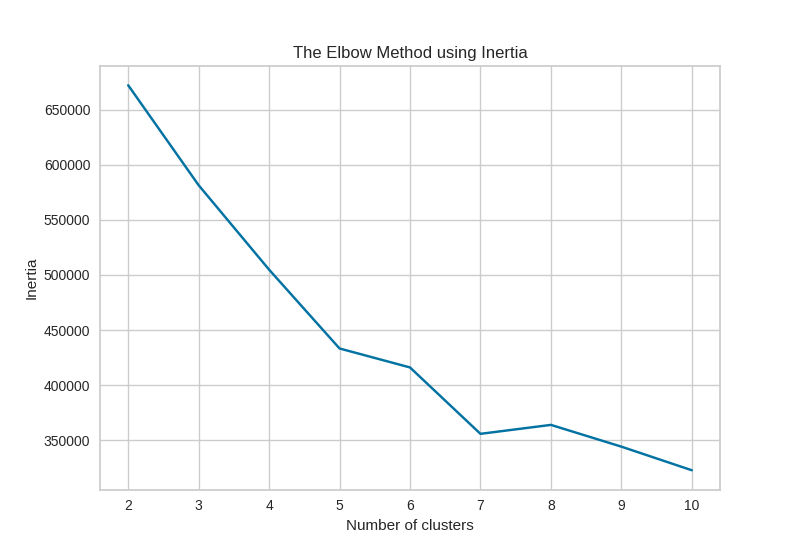 The Elbow Method using Inertia
650000
600000
550000
500000
450000
400000
350000
Inertia
2 3 4 5 6 7 8 9 10
Number of clusters